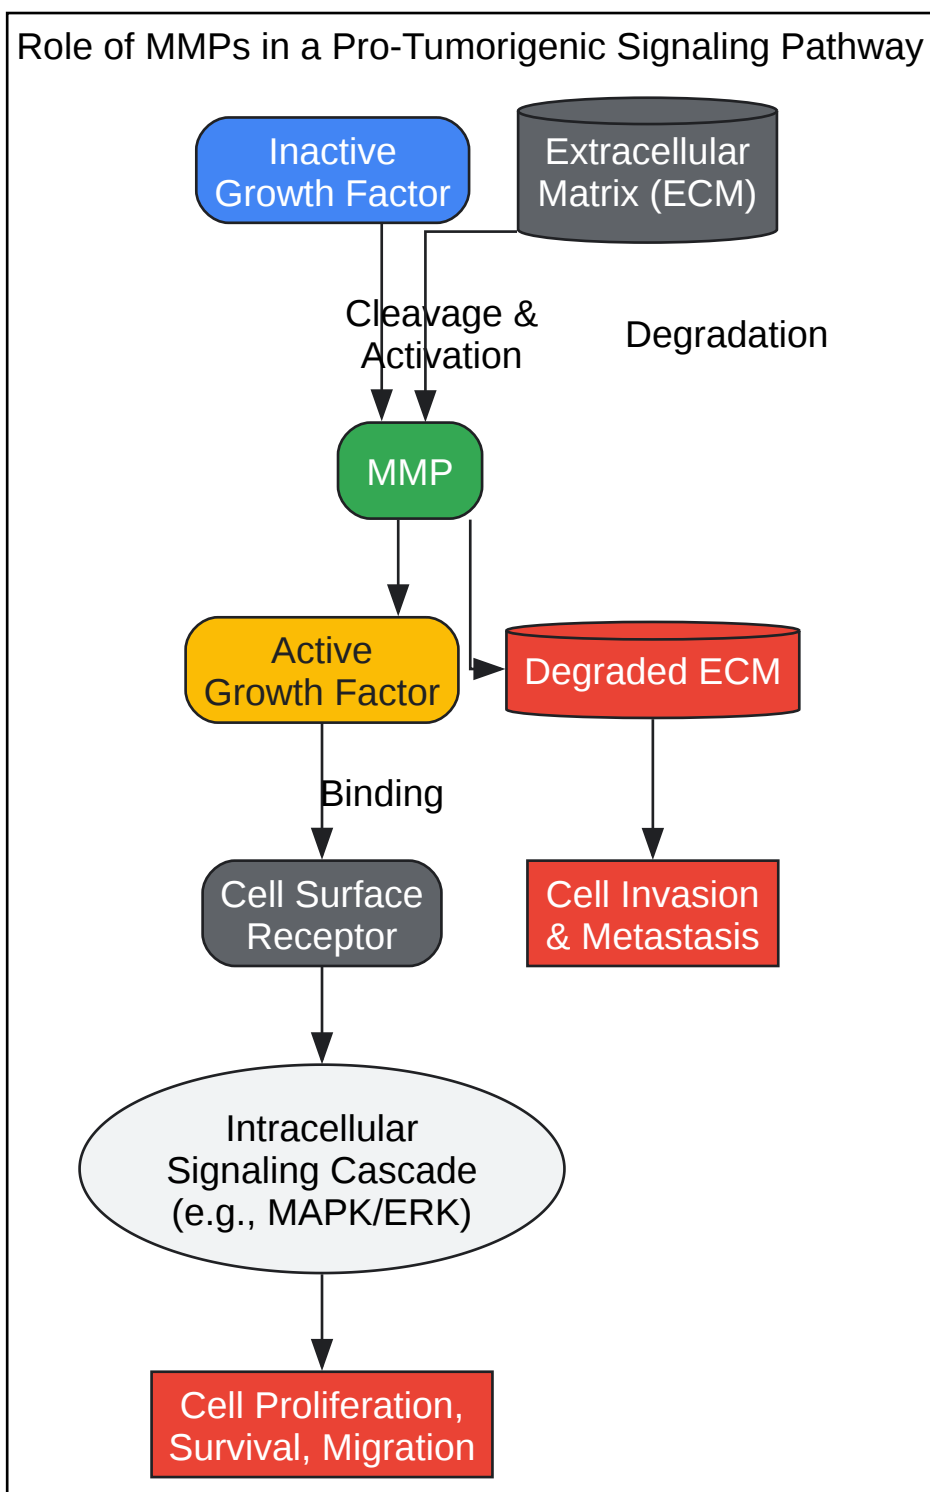 Role of MMPs in a Pro-Tumorigenic Signaling Pathway
Inactive
Growth Factor
Extracellular
Matrix (ECM)
Cleavage &
Activation
Degradation
MMP
Active
Growth Factor
Degraded ECM
Binding
Cell Surface
Receptor
Cell Invasion
& Metastasis
Intracellular
Signaling Cascade
(e.g., MAPK/ERK)
Cell Proliferation,
Survival, Migration